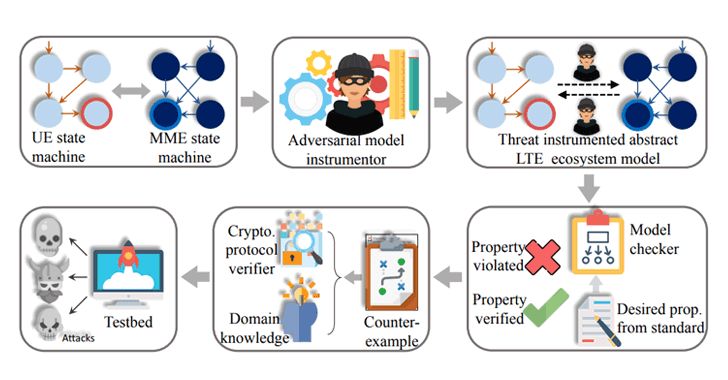 UE state
machine
MME state
machine
Adversarial model
instrumentor
Threat instrumented abstract
LTE ecosystem model
Property
violated
Model
checker
Property
verified
Desired prop.
from standard
Crypto.
protocol
verifier
Domain
knowledge
Counter-
example
Testbed
Attacks